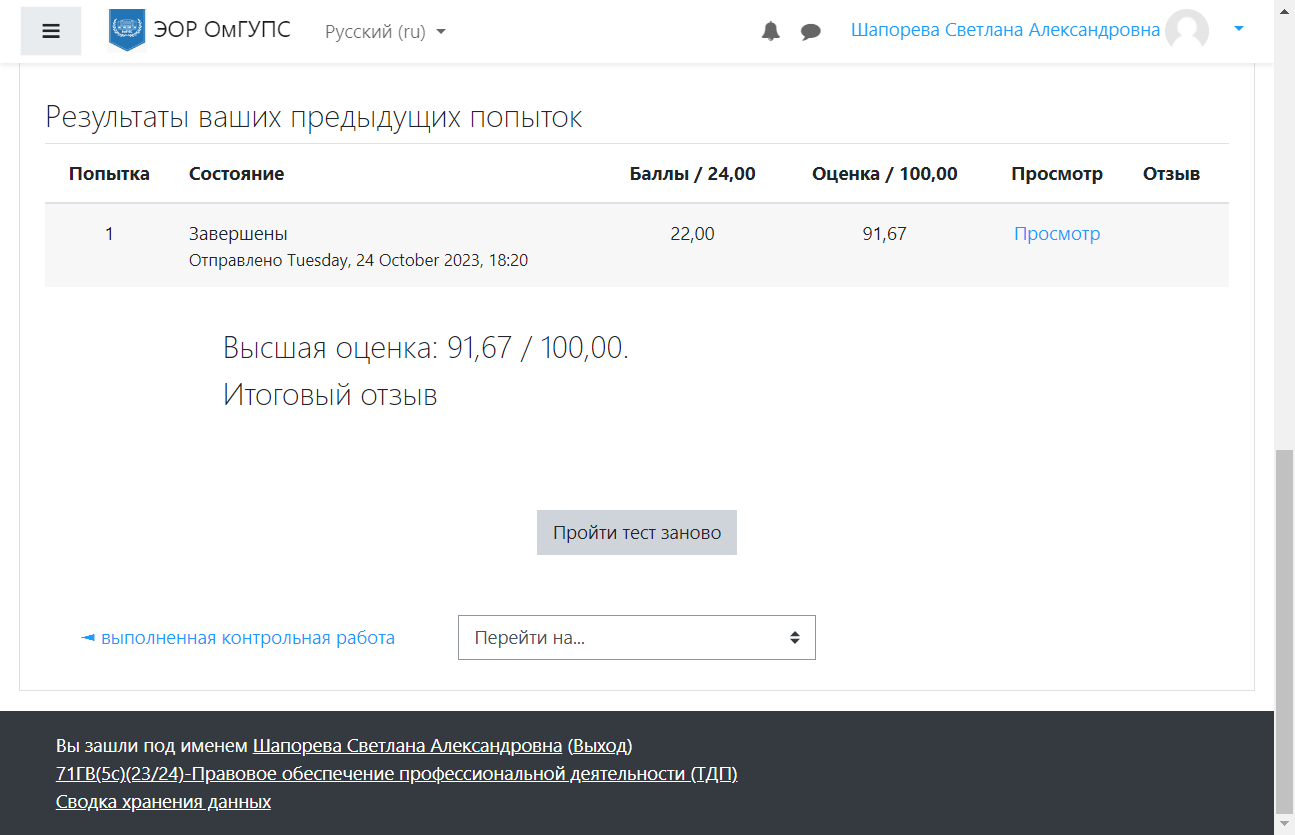 ЭОР ОмГУПС
Русский (ru)
Шапорева Светлана Александровна
Результаты ваших предыдущих попыток
Попытка Состояние Баллы / 24,00 Оценка / 100,00 Просмотр Отзыв
1 Завершены 22,00 91,67 Просмотр
Отправлено Tuesday, 24 October 2023, 18:20
Высшая оценка: 91,67 / 100,00.
Итоговый отзыв
Пройти тест заново
◄ выполненная контрольная работа
Перейти на...
Вы зашли под именем Шапорева Светлана Александровна (Выход)
71ГВ(5с)(23/24)-Правовое обеспечение профессиональной деятельности (ТДП)
Сводка хранения данных